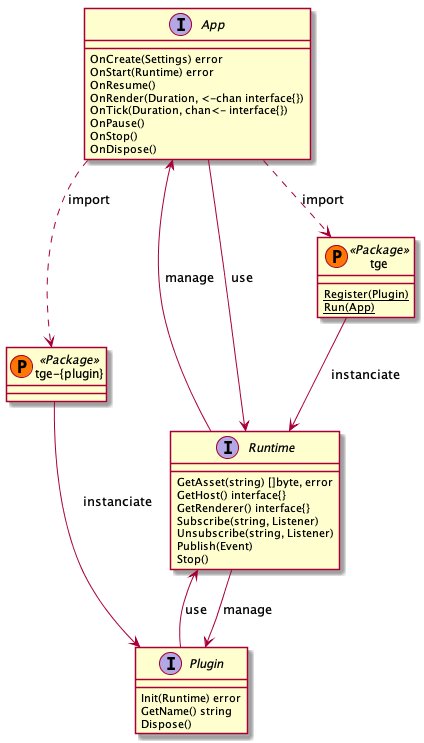 I App
OnCreate(Settings) error
OnStart(Runtime) error
OnResume()
OnRender(Duration, <-chan interface{})
OnTick(Duration, chan<- interface{})
OnPause()
OnStop()
OnDispose()
import
import
P «Package»
tge
Register(Plugin)
Run(App)
manage
use
P «Package»
tge-{plugin}
instanciate
I Runtime
GetAsset(string) []byte, error
GetHost() interface{}
GetRenderer() interface{}
Subscribe(string, Listener)
Unsubscribe(string, Listener)
Publish(Event)
Stop()
instanciate
use
manage
I Plugin
Init(Runtime) error
GetName() string
Dispose()